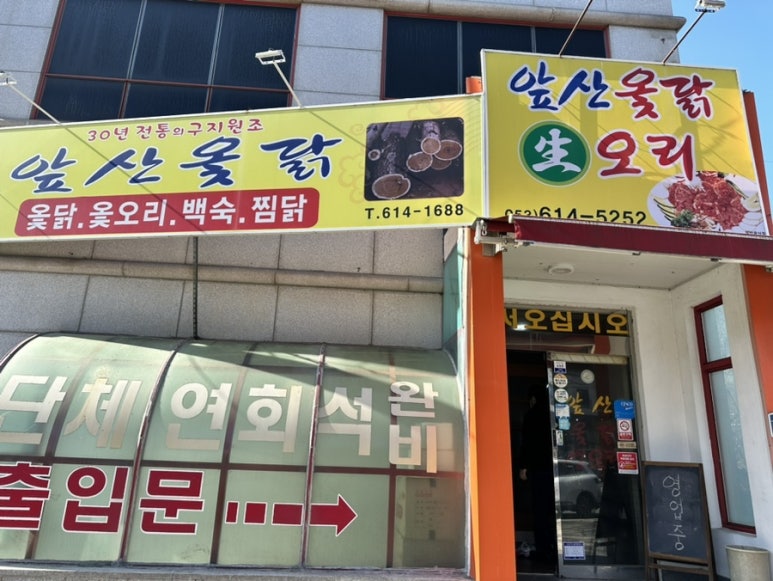 30년 전통의구지원조
앞산옻닭
옻닭.옻오리.백숙.찜닭
T.614-1688
앞산옻닭
生오리
053)614-5252
서오십시오
단체 연회석 완비
출입문
앞산
영업중